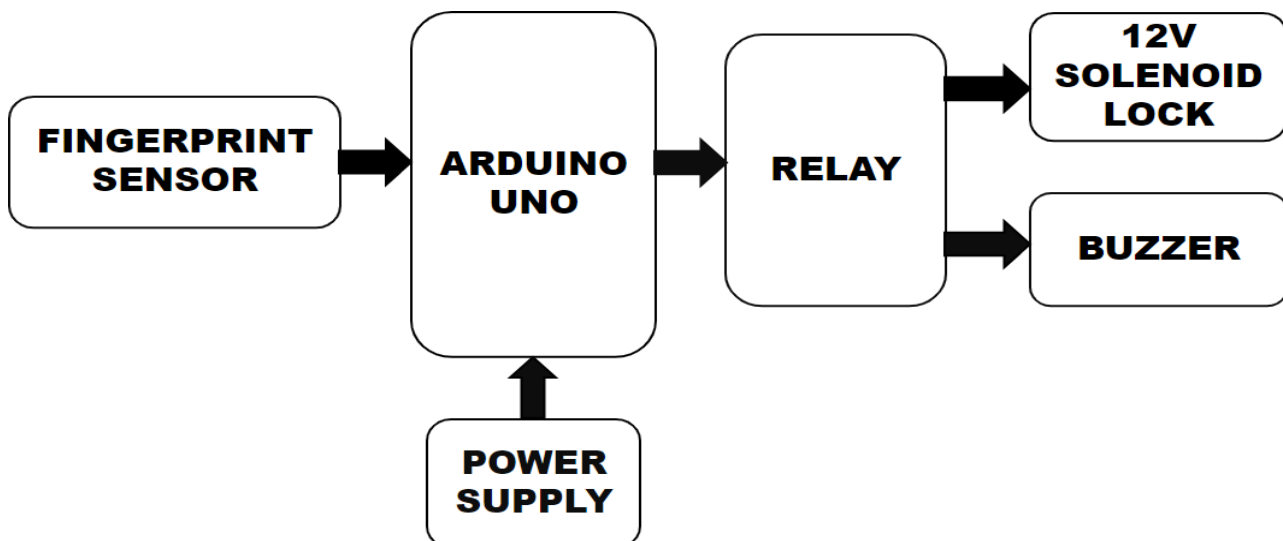 FINGERPRINT
SENSOR
ARDUINO
UNO
RELAY
12V
SOLENOID
LOCK
BUZZER
POWER
SUPPLY